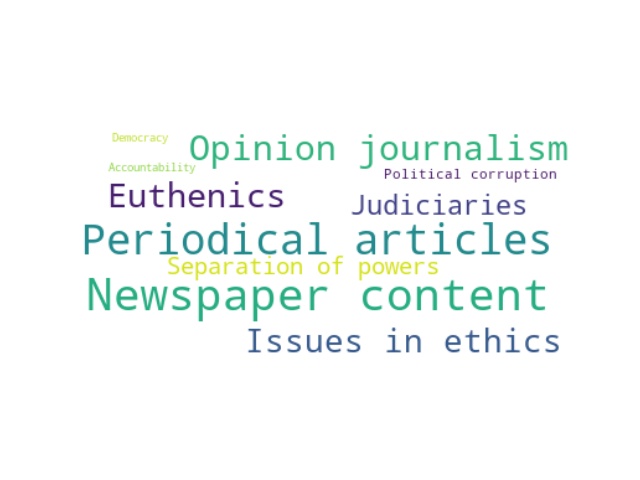 Democracy
Opinion journalism
Accountability
Political corruption
Euthenics
Judiciaries
Periodical articles
Separation of powers
Newspaper content
Issues in ethics